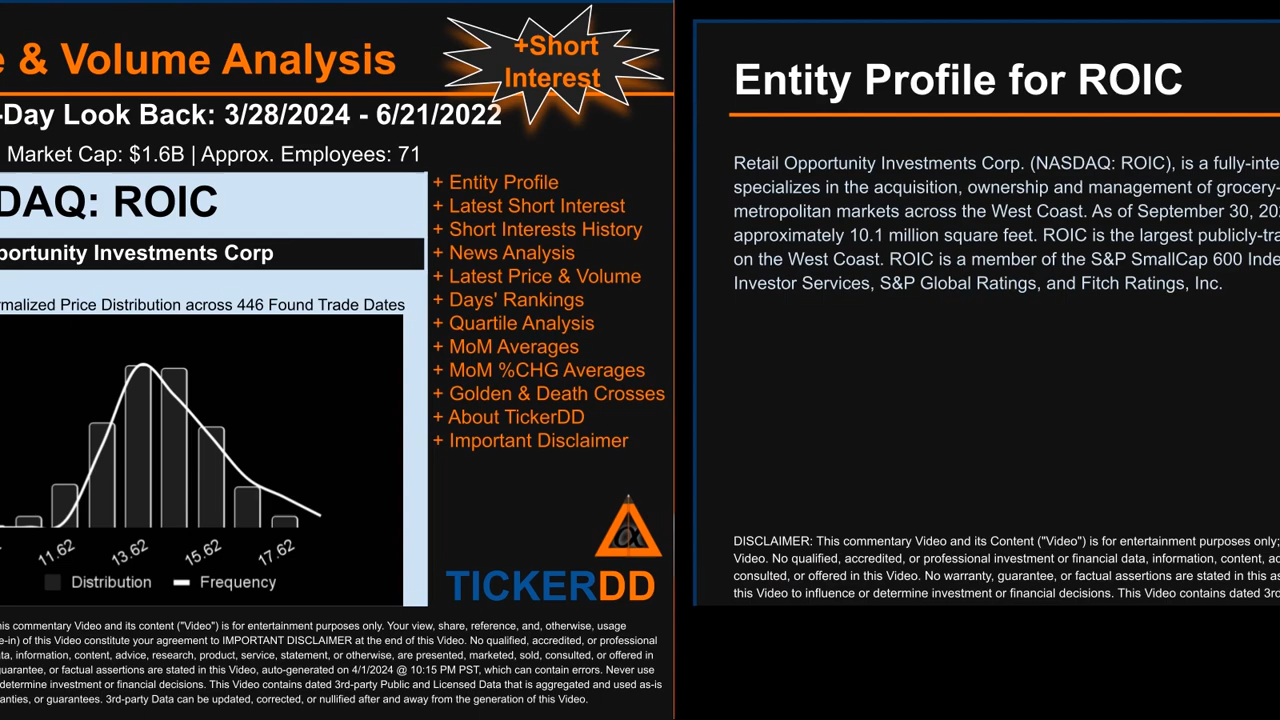 & Volume Analysis
+Short
Interest
-Day Look Back: 3/28/2024 - 6/21/2022
Market Cap: $1.6B | Approx. Employees: 71
DAQ: ROIC
portunity Investments Corp
rmalized Price Distribution across 446 Found Trade Dates
11.62
13.62
15.62
17.62
Distribution
Frequency
+ Entity Profile
+ Latest Short Interest
+ Short Interests History
+ News Analysis
+ Latest Price & Volume
+ Days' Rankings
+ Quartile Analysis
+ MoM Averages
+ MoM %CHG Averages
+ Golden & Death Crosses
+ About TickerDD
+ Important Disclaimer
TICKERDD
is commentary Video and its content ("Video") is for entertainment purposes only. Your view, share, reference, and, otherwise, usage
e-in) of this Video constitute your agreement to IMPORTANT DISCLAIMER at the end of this Video. No qualified, accredited, or professional
ta, information, content, advice, research, product, service, statement, or otherwise, are presented, marketed, sold, consulted, or offered in
guarantee, or factual assertions are stated in this Video, auto-generated on 4/1/2024 @ 10:15 PM PST, which can contain errors. Never use
determine investment or financial decisions. This Video contains dated 3rd-party Public and Licensed Data that is aggregated and used as-is
anties, or guarantees. 3rd-party Data can be updated, corrected, or nullified after and away from the generation of this Video.
Entity Profile for ROIC
Retail Opportunity Investments Corp. (NASDAQ: ROIC), is a fully-inte
specializes in the acquisition, ownership and management of grocery-
metropolitan markets across the West Coast. As of September 30, 20
approximately 10.1 million square feet. ROIC is the largest publicly-tra
on the West Coast. ROIC is a member of the S&P SmallCap 600 Inde
Investor Services, S&P Global Ratings, and Fitch Ratings, Inc.
DISCLAIMER: This commentary Video and its Content ("Video") is for entertainment purposes only;
Video. No qualified, accredited, or professional investment or financial data, information, content, ad
consulted, or offered in this Video. No warranty, guarantee, or factual assertions are stated in this as
this Video to influence or determine investment or financial decisions. This Video contains dated 3rd